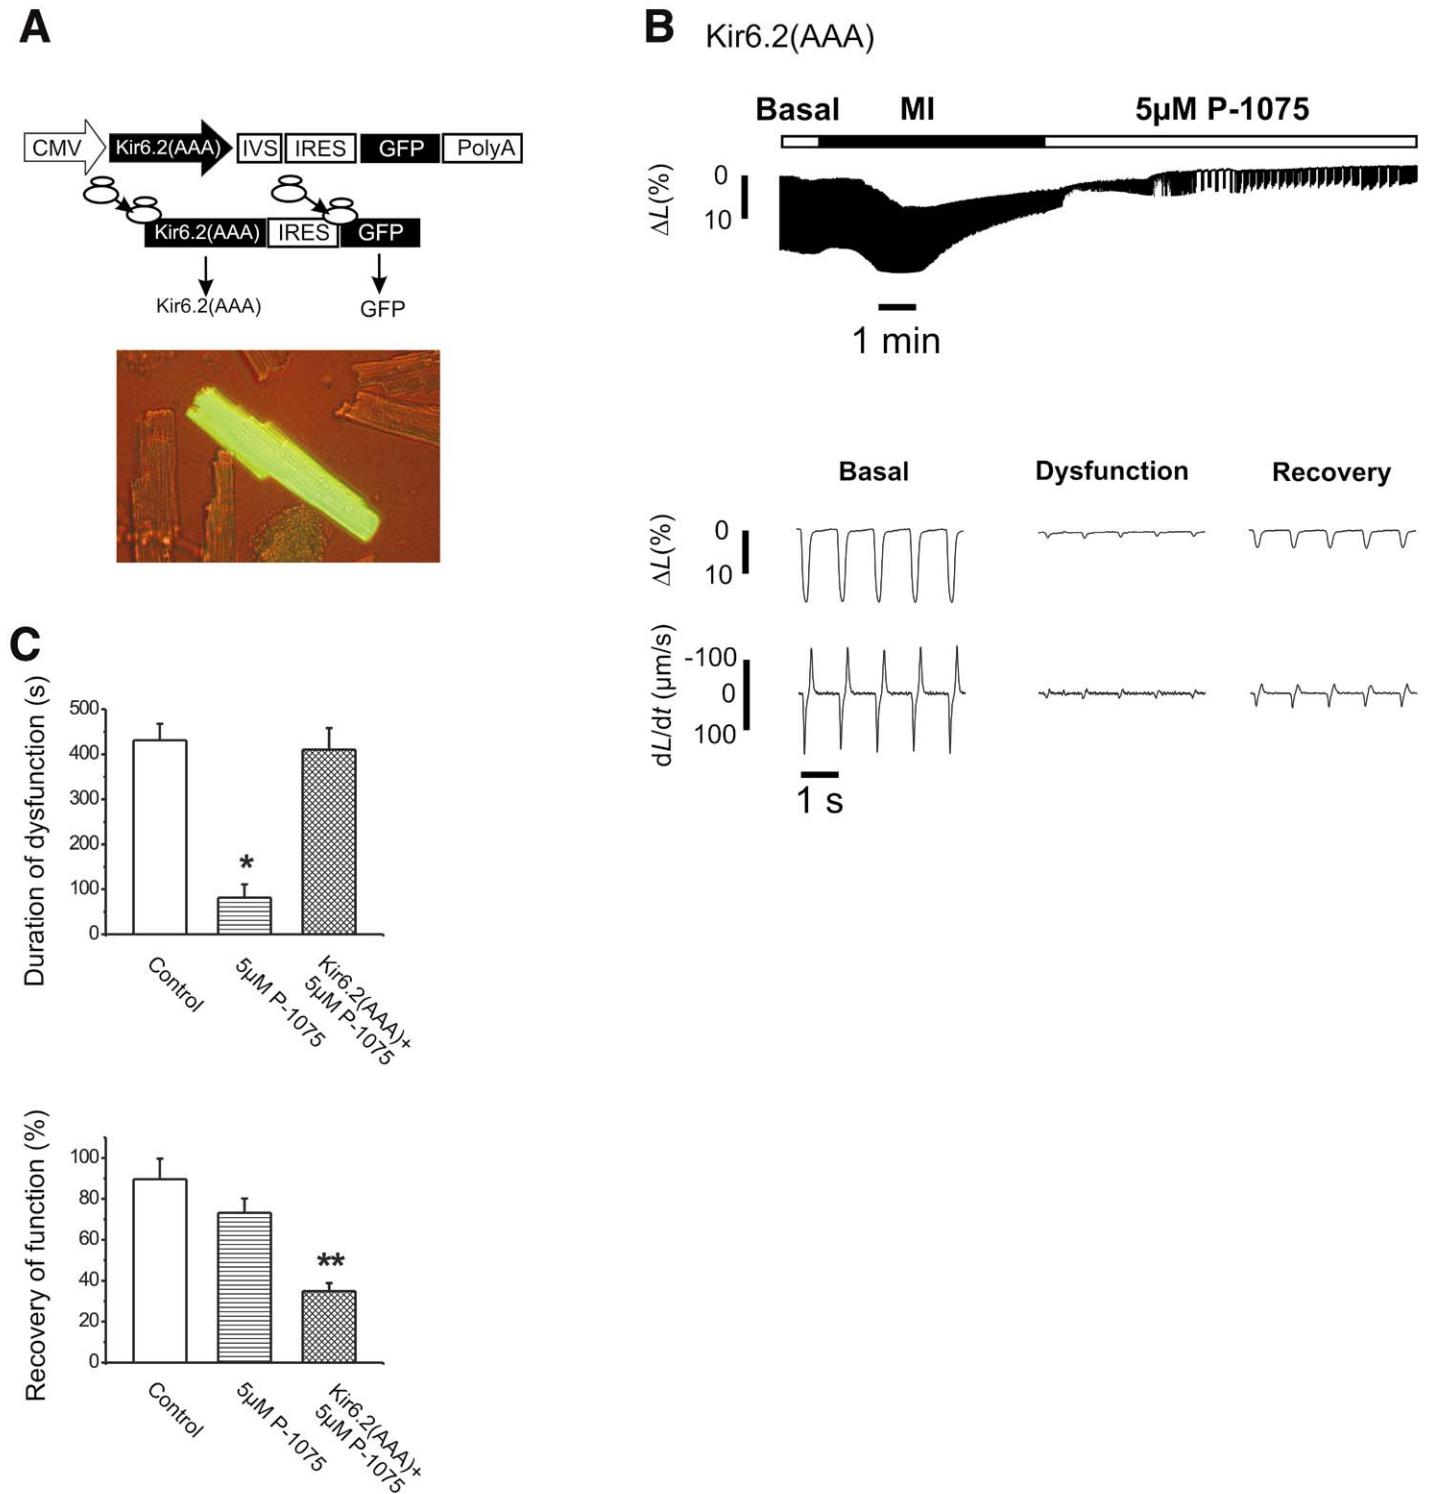 A
CMV
Kir6.2(AAA)
IVS
IRES
GFP
PolyA
Kir6.2(AAA)
IRES
GFP
Kir6.2(AAA)
GFP
B
Kir6.2(AAA)
Basal
MI
5µM P-1075
ΔL(%)
0
10
1 min
Basal
Dysfunction
Recovery
ΔL(%)
0
10
dL/dt (µm/s)
-100
0
100
1 s
C
Duration of dysfunction (s)
500
400
300
200
100
0
*
Control
5µM P-1075
Kir6.2(AAA)+
5µM P-1075
Recovery of function (%)
100
80
60
40
20
0
**
Control
5µM P-1075
Kir6.2(AAA)+
5µM P-1075